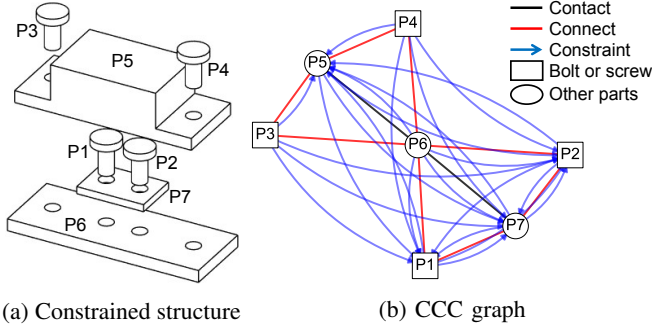 P3
P5
P4
P1
P2
P7
P6
(a) Constrained structure
P4
P5
P3
P6
P2
P7
P1
Contact
Connect
Constraint
Bolt or screw
Other parts
(b) CCC graph